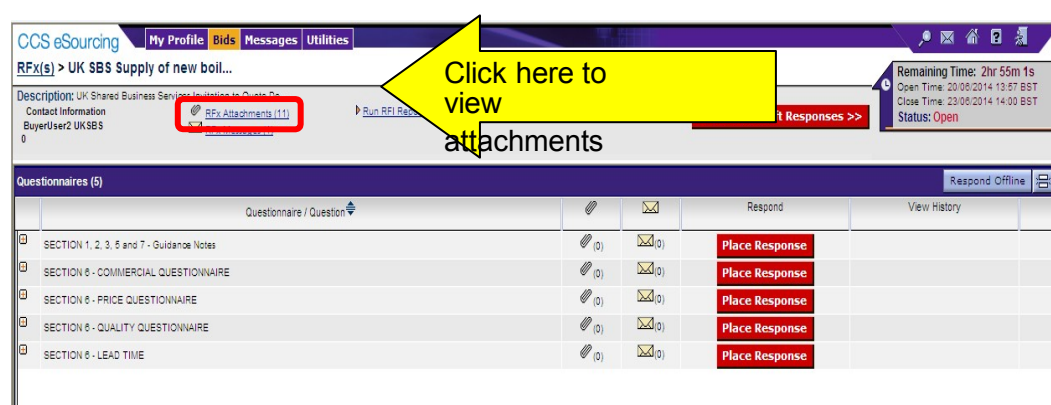 CCS eSourcing My Profile Bids Messages Utilities
RFx(s) > UK SBS Supply of new boil...
Description: UK Shared Business Services Invitation to Quote Do
Contact Information RFx Attachments (11) Run RFI Repo
BuyerUser2 UKSBS
0
Click here to
view
attachments
t Responses >>
Remaining Time: 2hr 55m 1s
Open Time: 20/06/2014 13:57 BST
Close Time: 23/06/2014 14:00 BST
Status: Open
Questionnaires (5) Respond Offline
Questionnaire / Question Respond View History
SECTION 1, 2, 3, 5 and 7 - Guidance Notes (0) (0) Place Response
SECTION 6 - COMMERCIAL QUESTIONNAIRE (0) (0) Place Response
SECTION 6 - PRICE QUESTIONNAIRE (0) (0) Place Response
SECTION 6 - QUALITY QUESTIONNAIRE (0) (0) Place Response
SECTION 6 - LEAD TIME (0) (0) Place Response